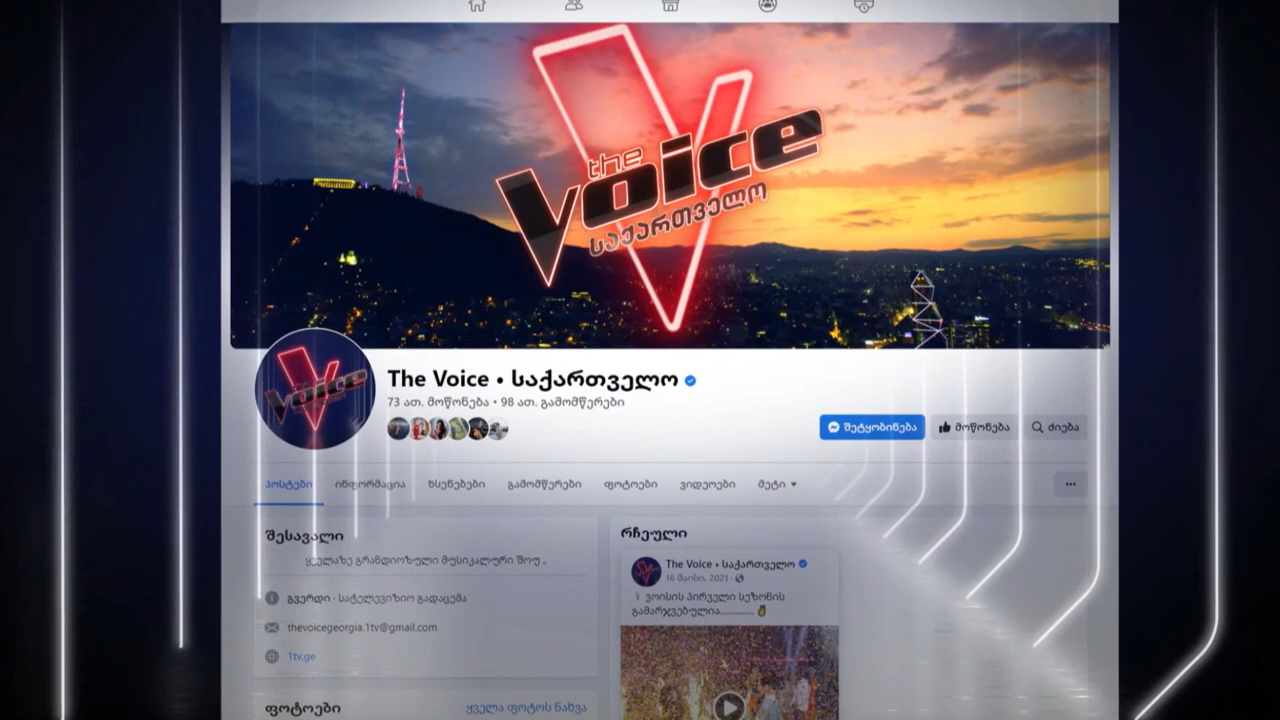 the
Voice
საქართველო
The Voice • საქართველო
73 ათ. მოწონება • 98 ათ. გამომწერები
შეტყობინება
მოწონება
ძიება
პოსტები
ინფორმაცია
ხსენებები
გამომწერები
ფოტოები
ვიდეოები
მეტი
შესავალი
ყველაზე გრანდიოზული მუსიკალური შოუ .
გვერდი · სატელევიზიო გადაცემა
thevoicegeorgia.1tv@gmail.com
1tv.ge
ფოტოები
ყველა ფოტოს ნახვა
რჩეული
The Voice • საქართველო
16 მაისი, 2021 ·
ვოისის პირველი სეზონის
გამარჯვებულია..............